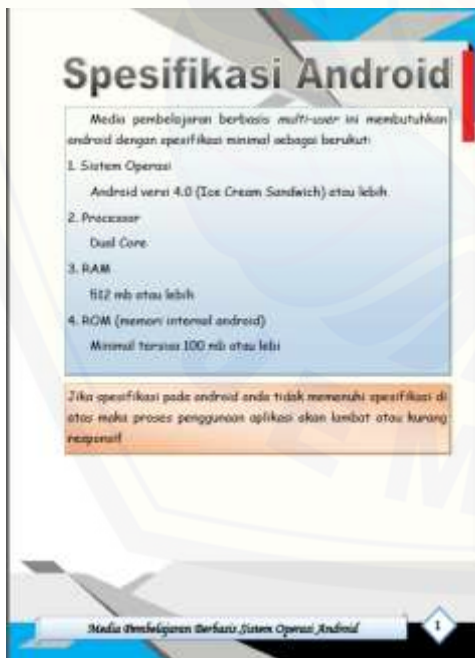 Spesifikasi Android
Media pembelajaran berbasis multi-user ini membutuhkan
android dengan spesifikasi minimal sebagai berukut:
1. Sistem Operasi
Android versi 4.0 (Ice Cream Sandwich) atau lebih
2. Processor
Dual Core
3. RAM
512 mb atau lebih
4. ROM (memori internal android)
Minimal tersisa 100 mb atau lebi
Jika spesifikasi pada android anda tidak memenuhi spesifikasi di
atas maka proses penggunaan aplikasi akan lambat atau kurang
responsif
Media Pembelajaran Berbasis Sistem Operasi Android
1